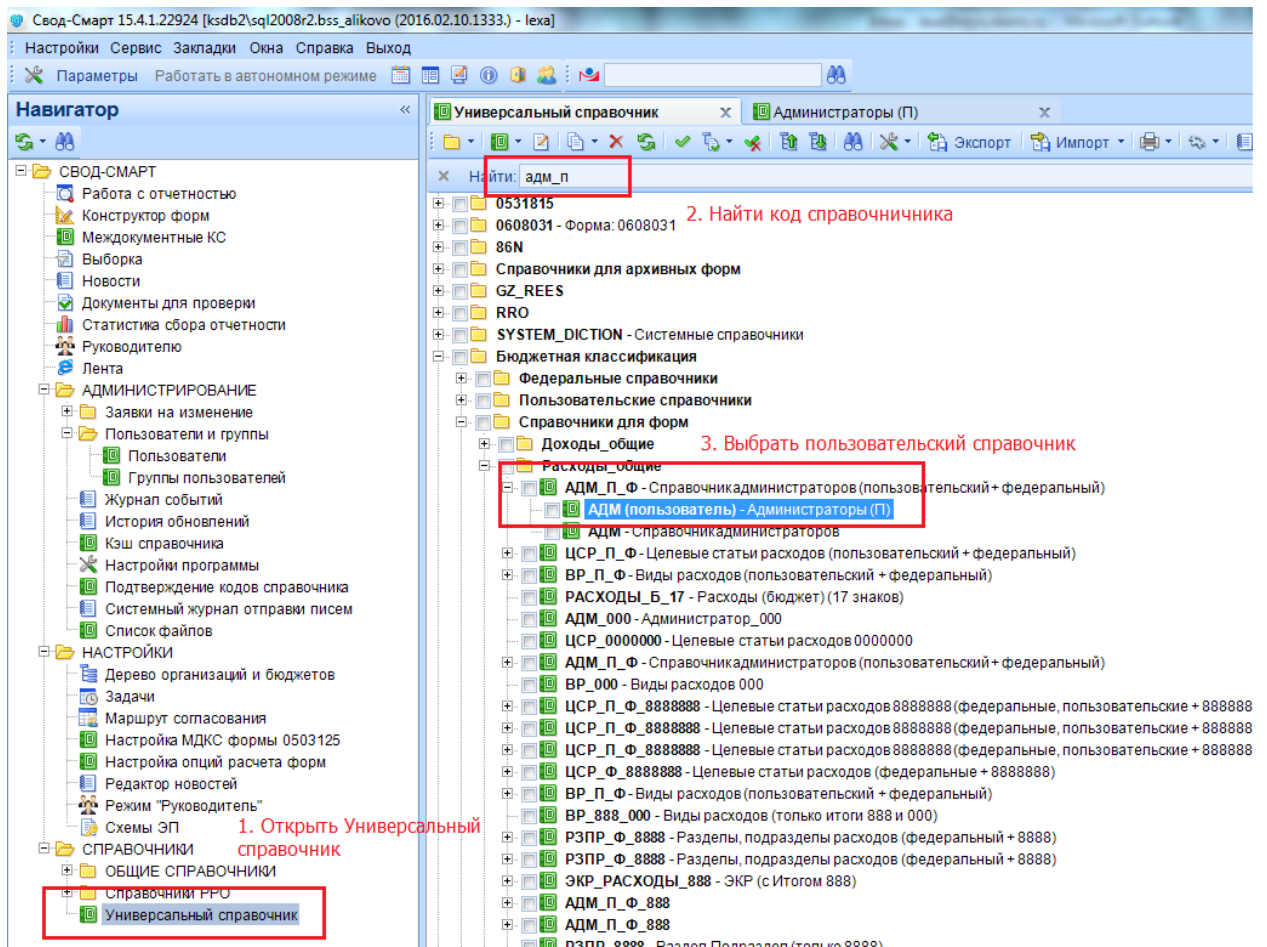 Свод-Смарт 15.4.1.22924 [ksdb2\sql2008r2.bss_alikovo (2016.02.10.1333.) - lexa]
Настройки Сервис Закладки Окна Справка Выход
Параметры Работать в автономном режиме
Навигатор
СВОД-СМАРТ
Работа с отчетностью
Конструктор форм
Междокументные КС
Выборка
Новости
Документы для проверки
Статистика сбора отчетности
Руководителю
Лента
АДМИНИСТРИРОВАНИЕ
Заявки на изменение
Пользователи и группы
Пользователи
Группы пользователей
Журнал событий
История обновлений
Кэш справочника
Настройки программы
Подтверждение кодов справочника
Системный журнал отправки писем
Список файлов
НАСТРОЙКИ
Дерево организаций и бюджетов
Задачи
Маршрут согласования
Настройка МДКС формы 0503125
Настройка опций расчета форм
Редактор новостей
Режим "Руководитель"
Схемы ЭП
1. Открыть Универсальный
справочник
СПРАВОЧНИКИ
ОБЩИЕ СПРАВОЧНИКИ
Справочники РРО
Универсальный справочник
Универсальный справочник x Администраторы (П) x
Экспорт Импорт
Найти: адм_п
2. Найти код справочничника
0531815
0608031 - Форма: 0608031
86N
Справочники для архивных форм
GZ_REES
RRO
SYSTEM_DICTION - Системные справочники
Бюджетная классификация
Федеральные справочники
Пользовательские справочники
Справочники для форм
Доходы_общие
3. Выбрать пользовательский справочник
Расходы_общие
АДМ_П_Ф - Справочник администраторов (пользовательский + федеральный)
АДМ (пользователь) - Администраторы (П)
АДМ - Справочник администраторов
ЦСР_П_Ф - Целевые статьи расходов (пользовательский + федеральный)
ВР_П_Ф - Виды расходов (пользовательский + федеральный)
РАСХОДЫ_Б_17 - Расходы (бюджет) (17 знаков)
АДМ_000 - Администратор_000
ЦСР_0000000 - Целевые статьи расходов 0000000
АДМ_П_Ф - Справочник администраторов (пользовательский + федеральный)
ВР_000 - Виды расходов 000
ЦСР_П_Ф_8888888 - Целевые статьи расходов 8888888 (федеральные, пользовательские + 888888
ЦСР_П_Ф_8888888 - Целевые статьи расходов 8888888 (федеральные, пользовательские + 888888
ЦСР_П_Ф_8888888 - Целевые статьи расходов 8888888 (федеральные, пользовательские + 888888
ЦСР_Ф_8888888 - Целевые статьи расходов (федеральные + 8888888)
ВР_П_Ф - Виды расходов (пользовательский + федеральный)
ВР_888_000 - Виды расходов (только итоги 888 и 000)
РЗПР_Ф_8888 - Разделы, подразделы расходов (федеральный + 8888)
РЗПР_Ф_8888 - Разделы, подразделы расходов (федеральный + 8888)
ЭКР_РАСХОДЫ_888 - ЭКР (с Итогом 888)
АДМ_П_Ф_888
АДМ_П_Ф_888
РЗПР_8888 - Раздел Подраздел (только 8888)